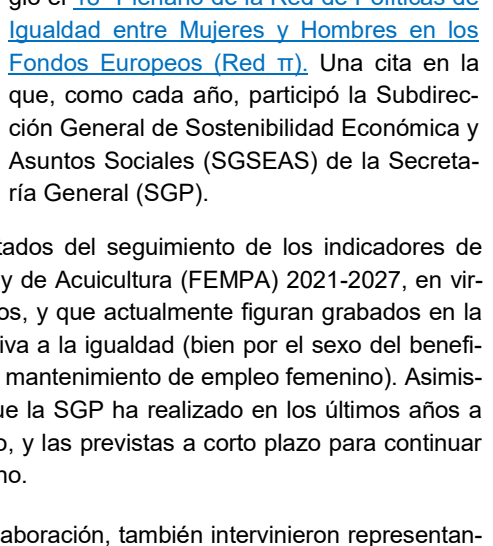 Plenario de la Red de Políticas de
Igualdad entre Mujeres y Hombres en los
Fondos Europeos (Red π). Una cita en la
que, como cada año, participó la Subdirec-
ción General de Sostenibilidad Económica y
Asuntos Sociales (SGSEAS) de la Secreta-
ría General (SGP).
tados del seguimiento de los indicadores de
y de Acuicultura (FEMPA) 2021-2027, en vir-
os, y que actualmente figuran grabados en la
iva a la igualdad (bien por el sexo del benefi-
mantenimiento de empleo femenino). Asimis-
ue la SGP ha realizado en los últimos años a
o, y las previstas a corto plazo para continuar
no.
aboración, también intervinieron representan-